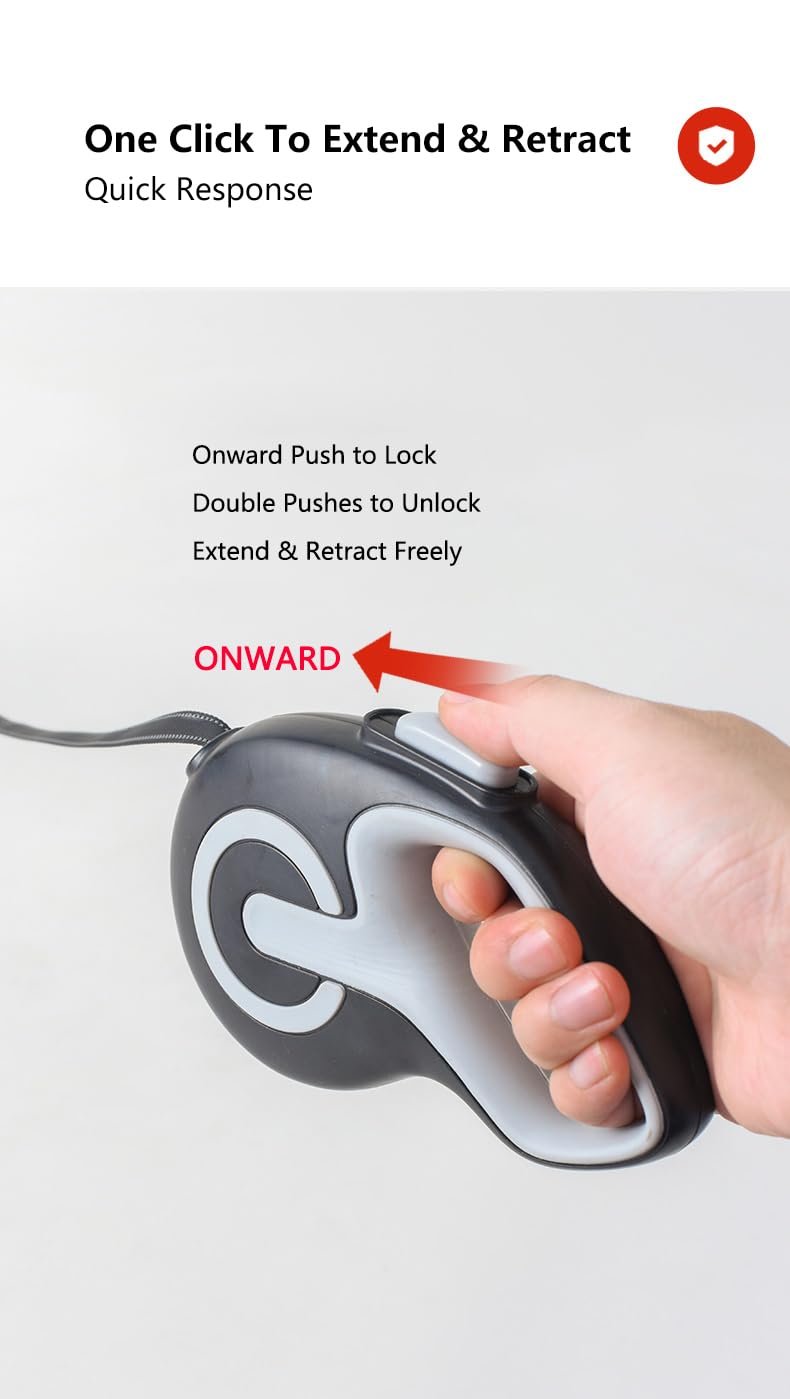 One Click To Extend & Retract
Quick Response
Onward Push to Lock
Double Pushes to Unlock
Extend & Retract Freely
ONWARD